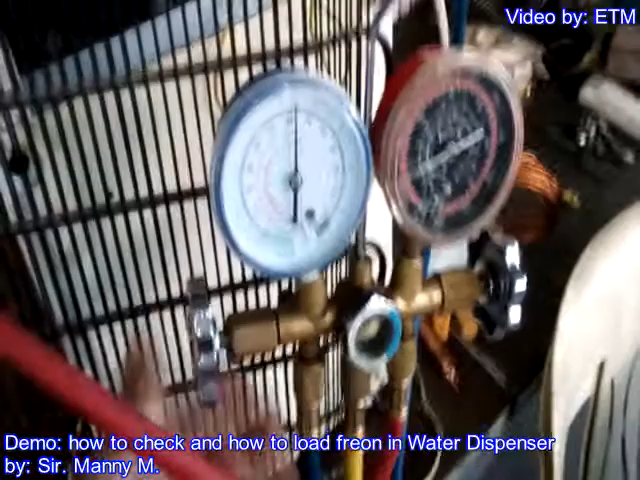 Video by: ETM
Demo: how to check and how to load freon in Water Dispenser
by: Sir. Manny M.